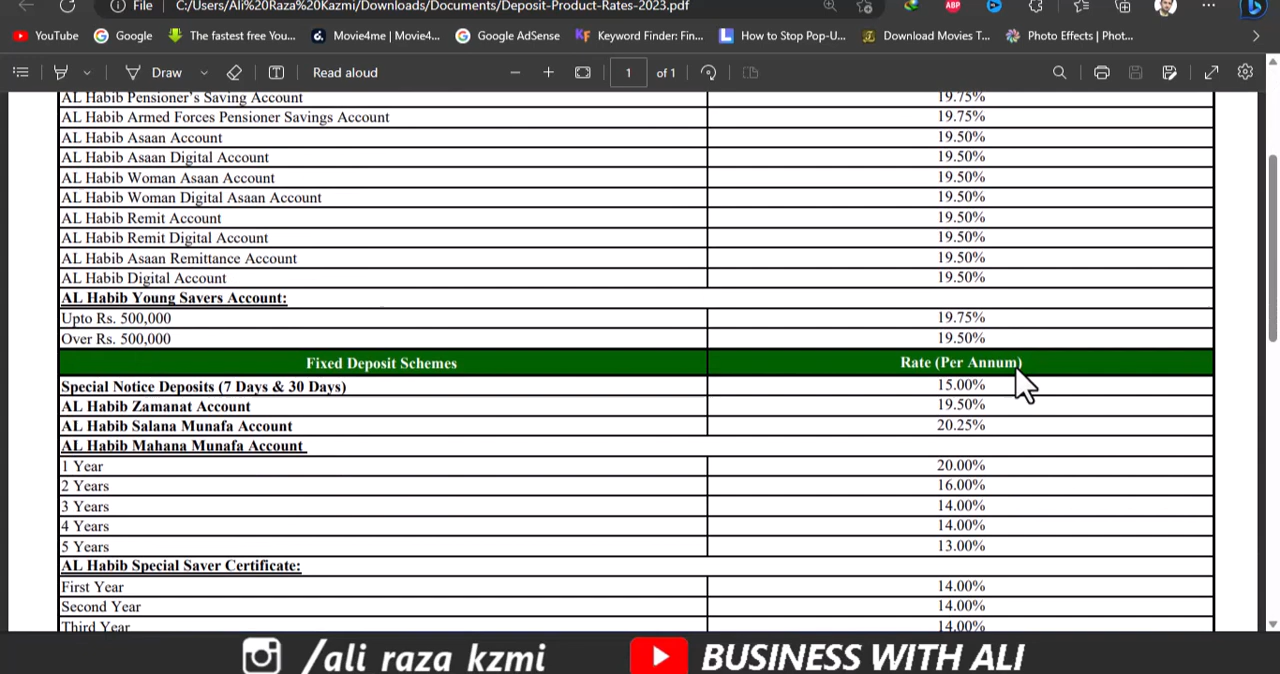 File C:/Users/Ali%20Raza%20Kazmi/Downloads/Documents/Deposit-Product-Rates-2023.pdf
YouTube Google The fastest free You... Movie4me | Movie4... Google AdSense Keyword Finder: Fin... How to Stop Pop-U... Download Movies T... Photo Effects | Phot...
Draw Read aloud 1 of 1
AL Habib Pensioner's Saving Account 19.75%
AL Habib Armed Forces Pensioner Savings Account 19.75%
AL Habib Asaan Account 19.50%
AL Habib Asaan Digital Account 19.50%
AL Habib Woman Asaan Account 19.50%
AL Habib Woman Digital Asaan Account 19.50%
AL Habib Remit Account 19.50%
AL Habib Remit Digital Account 19.50%
AL Habib Asaan Remittance Account 19.50%
AL Habib Digital Account 19.50%
AL Habib Young Savers Account:
Upto Rs. 500,000 19.75%
Over Rs. 500,000 19.50%
Fixed Deposit Schemes Rate (Per Annum)
Special Notice Deposits (7 Days & 30 Days) 15.00%
AL Habib Zamanat Account 19.50%
AL Habib Salana Munafa Account 20.25%
AL Habib Mahana Munafa Account
1 Year 20.00%
2 Years 16.00%
3 Years 14.00%
4 Years 14.00%
5 Years 13.00%
AL Habib Special Saver Certificate:
First Year 14.00%
Second Year 14.00%
Third Year 14.00%
/ali raza kzmi BUSINESS WITH ALI